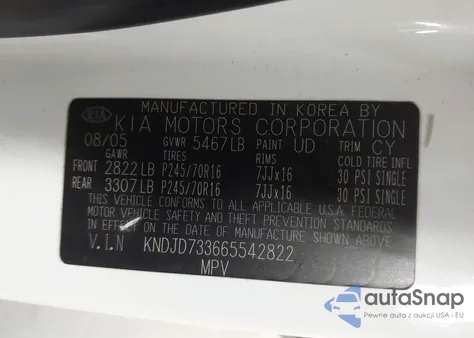 MANUFACTURED IN KOREA BY
KIA KIA MOTORS CORPORATION
08/05 GVWR 5467LB PAINT UD TRIM CY
GAWR TIRES RIMS COLD TIRE INFL
FRONT 2822LB P245/70R16 7JJx16 30 PSI SINGLE
REAR 3307LB P245/70R16 7JJx16 30 PSI SINGLE
THIS VEHICLE CONFORMS TO ALL APPLICABLE U.S.A. FEDERAL
MOTOR VEHICLE SAFETY AND THEFT PREVENTION STANDARDS
IN EFFECT ON THE DATE OF MANUFACTURE SHOWN ABOVE.
V.I.N KNDJD733665542822
MPV
autoSnap
Pewne auta z aukcji USA i EU